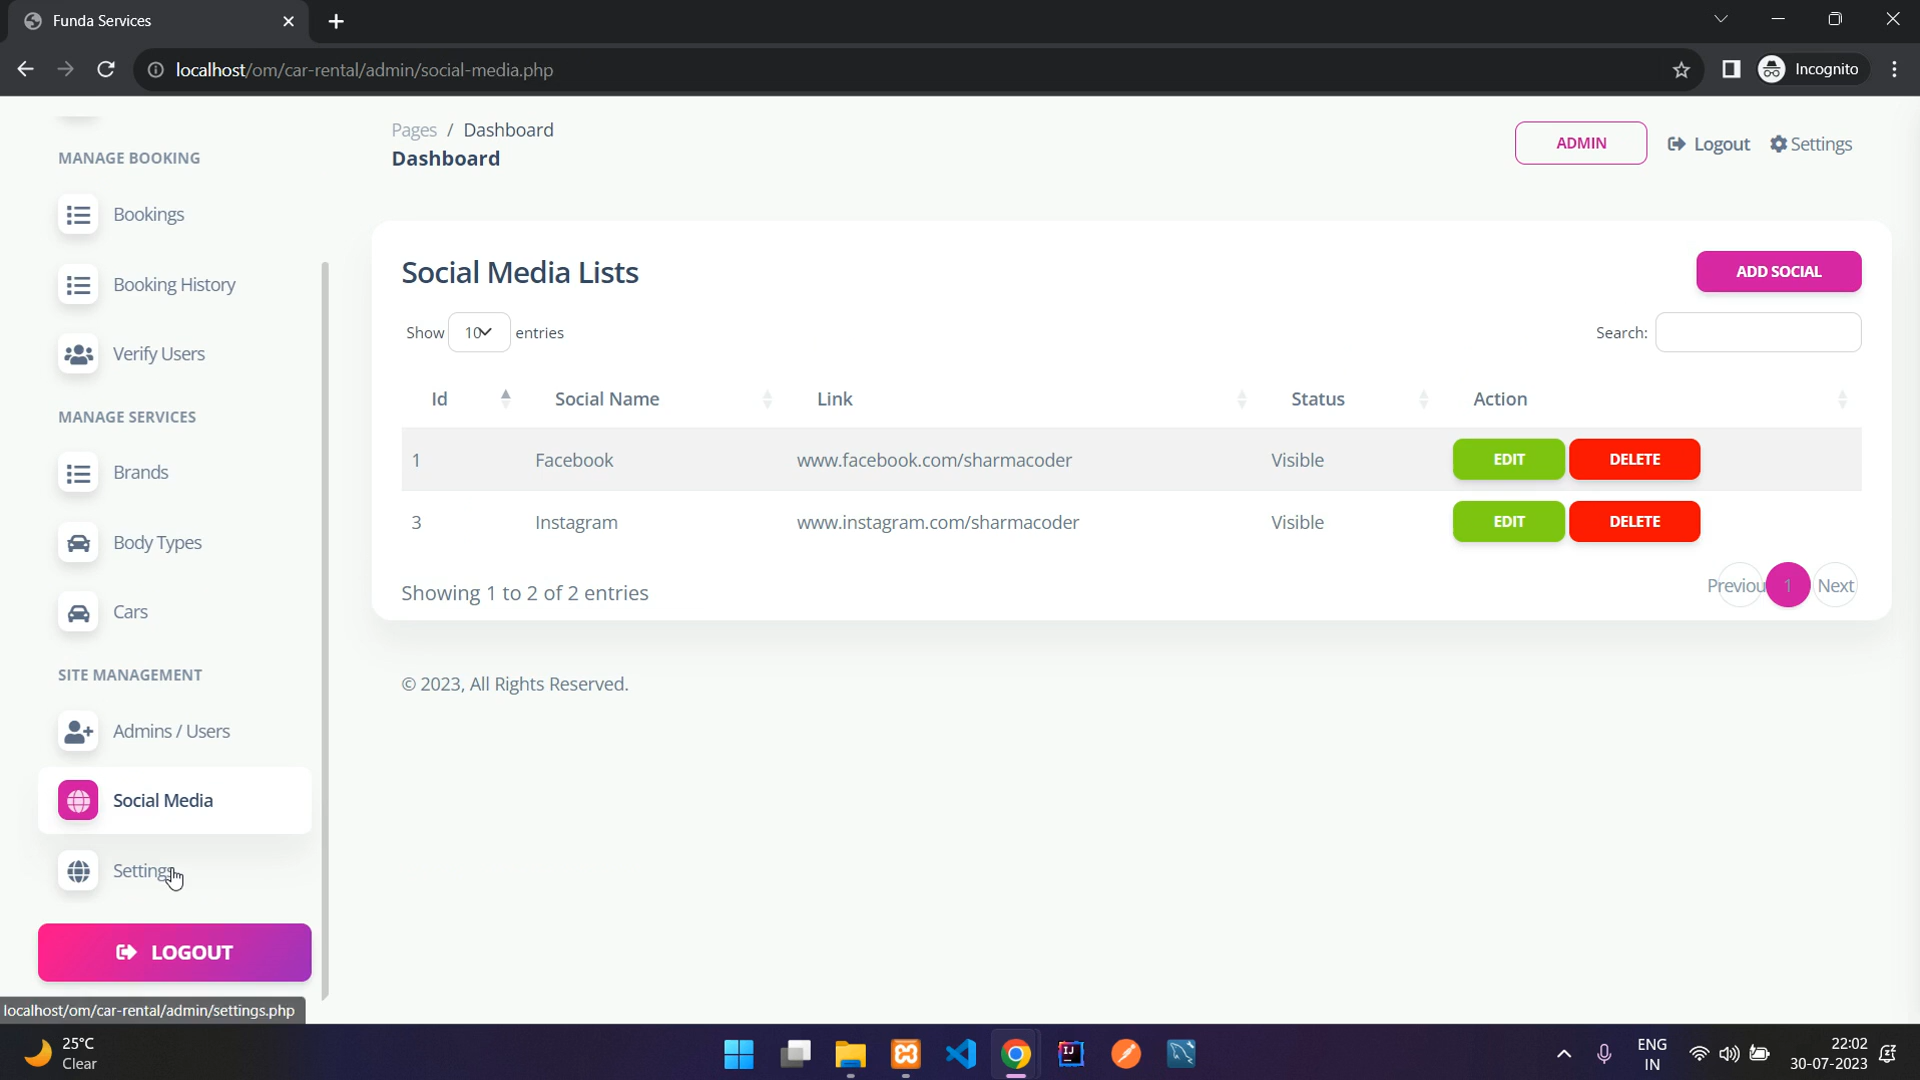 Funda Services
localhost/om/car-rental/admin/social-media.php
Incognito
Pages / Dashboard
Dashboard
ADMIN
Logout
Settings
MANAGE BOOKING
Bookings
Booking History
Verify Users
MANAGE SERVICES
Brands
Body Types
Cars
SITE MANAGEMENT
Admins / Users
Social Media
Settings
LOGOUT
Social Media Lists
ADD SOCIAL
Show 10 entries
Search:
Id Social Name Link Status Action
1 Facebook www.facebook.com/sharmacoder Visible EDIT DELETE
3 Instagram www.instagram.com/sharmacoder Visible EDIT DELETE
Showing 1 to 2 of 2 entries
Previou 1 Next
© 2023, All Rights Reserved.
localhost/om/car-rental/admin/settings.php
25°C
Clear
IJ
ENG
IN
22:02
30-07-2023